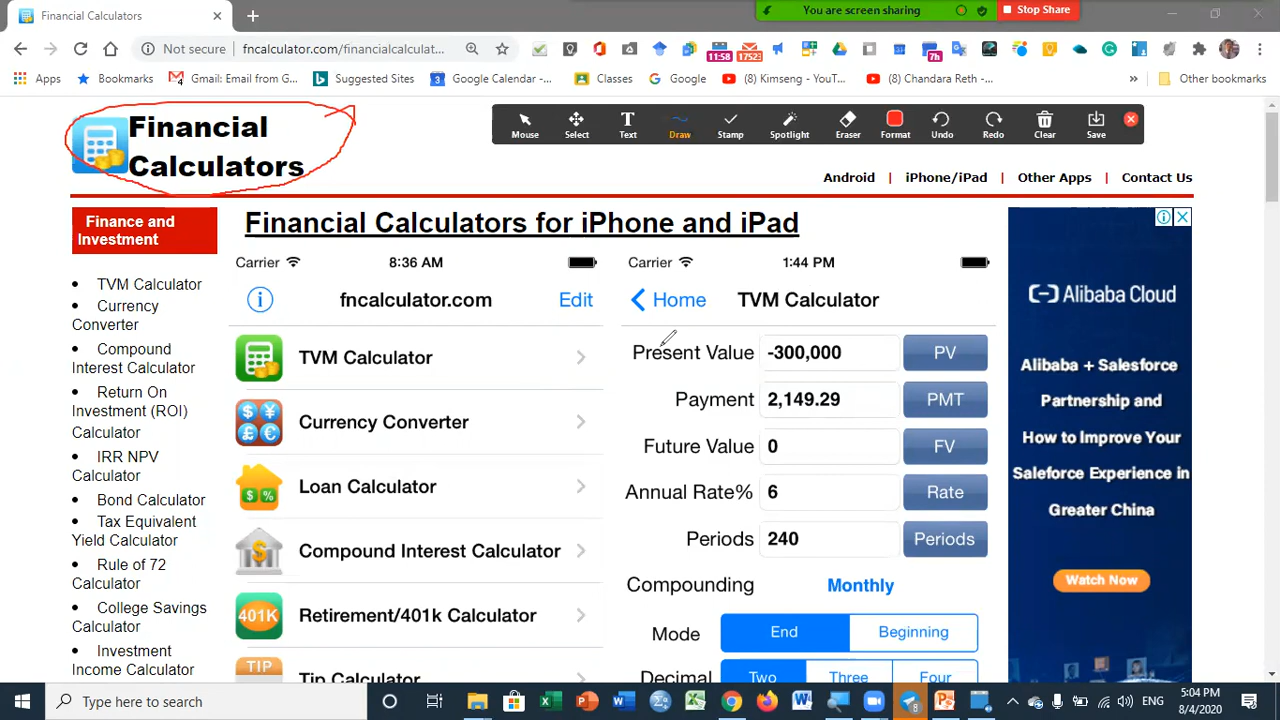 Financial Calculators
You are screen sharing
Stop Share
Not secure
fncalculator.com/financialcalculat...
11:58
17523
7h
Apps
Bookmarks
Gmail: Email from G...
Suggested Sites
Google Calendar -...
Classes
Google
Kimseng - YouT...
Chandara Reth -...
»
Other bookmarks
Financial
Calculators
Mouse
Select
Text
Draw
Stamp
Spotlight
Eraser
Format
Undo
Redo
Clear
Save
Android | iPhone/iPad | Other Apps | Contact Us
Finance and
Investment
TVM Calculator
Currency
Converter
Compound
Interest Calculator
Return On
Investment (ROI)
Calculator
IRR NPV
Calculator
Bond Calculator
Tax Equivalent
Yield Calculator
Rule of 72
Calculator
College Savings
Calculator
Investment
Income Calculator
Financial Calculators for iPhone and iPad
Carrier 8:36 AM
fncalculator.com Edit
TVM Calculator
Currency Converter
Loan Calculator
Compound Interest Calculator
401K
Retirement/401k Calculator
TIP
Tip Calculator
Carrier 1:44 PM
Home TVM Calculator
Present Value -300,000 PV
Payment 2,149.29 PMT
Future Value 0 FV
Annual Rate% 6 Rate
Periods 240 Periods
Compounding Monthly
Mode End Beginning
Decimal Two Three Four
Alibaba Cloud
Alibaba + Salesforce
Partnership and
How to Improve Your
Saleforce Experience in
Greater China
Watch Now
Type here to search
8
ENG
5:04 PM
8/4/2020